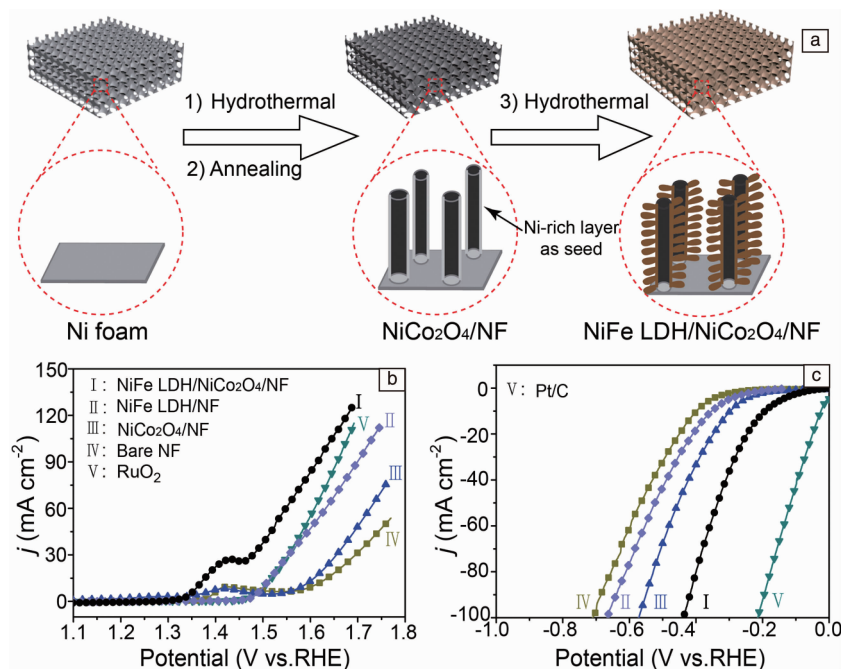 a
1) Hydrothermal
2) Annealing
3) Hydrothermal
Ni-rich layer
as seed
Ni foam
NiCo₂O₄/NF
NiFe LDH/NiCo₂O₄/NF
b
150
120
90
60
30
0
j (mA cm⁻²)
Ⅰ : NiFe LDH/NiCo₂O₄/NF
Ⅱ : NiFe LDH/NF
Ⅲ : NiCo₂O₄/NF
Ⅳ : Bare NF
Ⅴ : RuO₂
Ⅰ
Ⅴ
Ⅱ
Ⅲ
Ⅳ
1.1 1.2 1.3 1.4 1.5 1.6 1.7 1.8
Potential (V vs.RHE)
c
Ⅴ : Pt/C
0
-20
-40
-60
-80
-100
j (mA cm⁻²)
Ⅳ Ⅱ Ⅲ Ⅰ Ⅴ
-1.0 -0.8 -0.6 -0.4 -0.2 0.0
Potential (V vs.RHE)